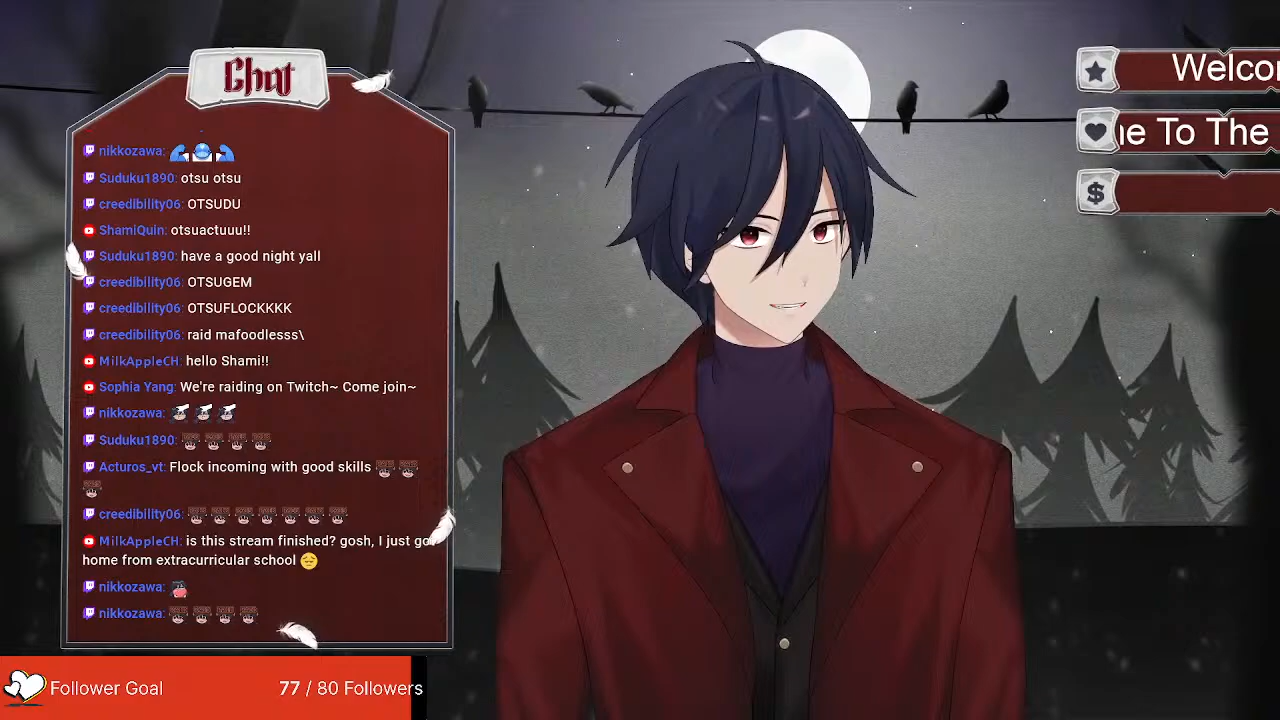 Chat
nikkozawa:
Suduku1890: otsu otsu
creedibility06: OTSUDU
ShamiQuin: otsuactuuu!!
Suduku1890: have a good night yall
creedibility06: OTSUGEM
creedibility06: OTSUFLOCKKKK
creedibility06: raid mafoodlesss\
MilkAppleCH: hello Shami!!
Sophia Yang: We're raiding on Twitch~ Come join~
nikkozawa:
Suduku1890:
Acturos_vt: Flock incoming with good skills
creedibility06:
MilkAppleCH: is this stream finished? gosh, I just got
home from extracurricular school 😔
nikkozawa:
nikkozawa:
Follower Goal 77 / 80 Followers
Welco
e To The
$